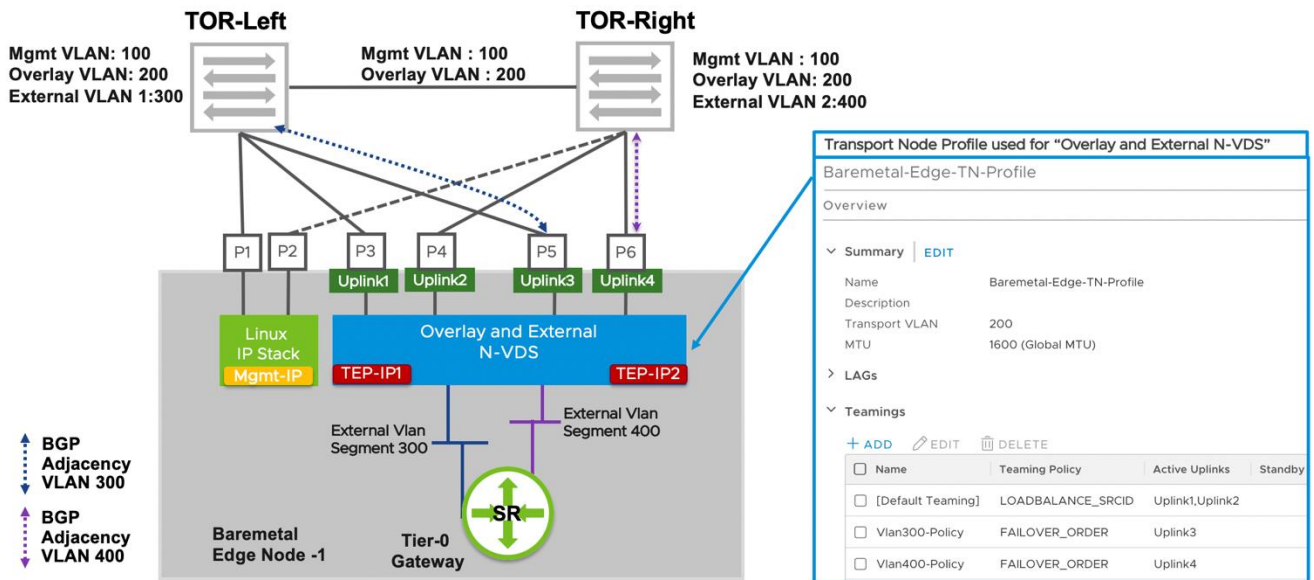 TOR-Left
TOR-Right
Mgmt VLAN: 100
Overlay VLAN: 200
External VLAN 1:300
Mgmt VLAN : 100
Overlay VLAN : 200
Mgmt VLAN : 100
Overlay VLAN: 200
External VLAN 2:400
P1
P2
P3
P4
P5
P6
Uplink1
Uplink2
Uplink3
Uplink4
Linux
IP Stack
Mgmt-IP
Overlay and External
N-VDS
TEP-IP1
TEP-IP2
External Vlan
Segment 300
External Vlan
Segment 400
SR
Tier-0
Gateway
Baremetal
Edge Node -1
BGP
Adjacency
VLAN 300
BGP
Adjacency
VLAN 400
Transport Node Profile used for “Overlay and External N-VDS”
Baremetal-Edge-TN-Profile
Overview
Summary EDIT
Name Baremetal-Edge-TN-Profile
Description
Transport VLAN 200
MTU 1600 (Global MTU)
LAGs
Teamings
+ ADD EDIT DELETE
Name Teaming Policy Active Uplinks Standby
[Default Teaming] LOADBALANCE_SRCID Uplink1,Uplink2
Vlan300-Policy FAILOVER_ORDER Uplink3
Vlan400-Policy FAILOVER_ORDER Uplink4